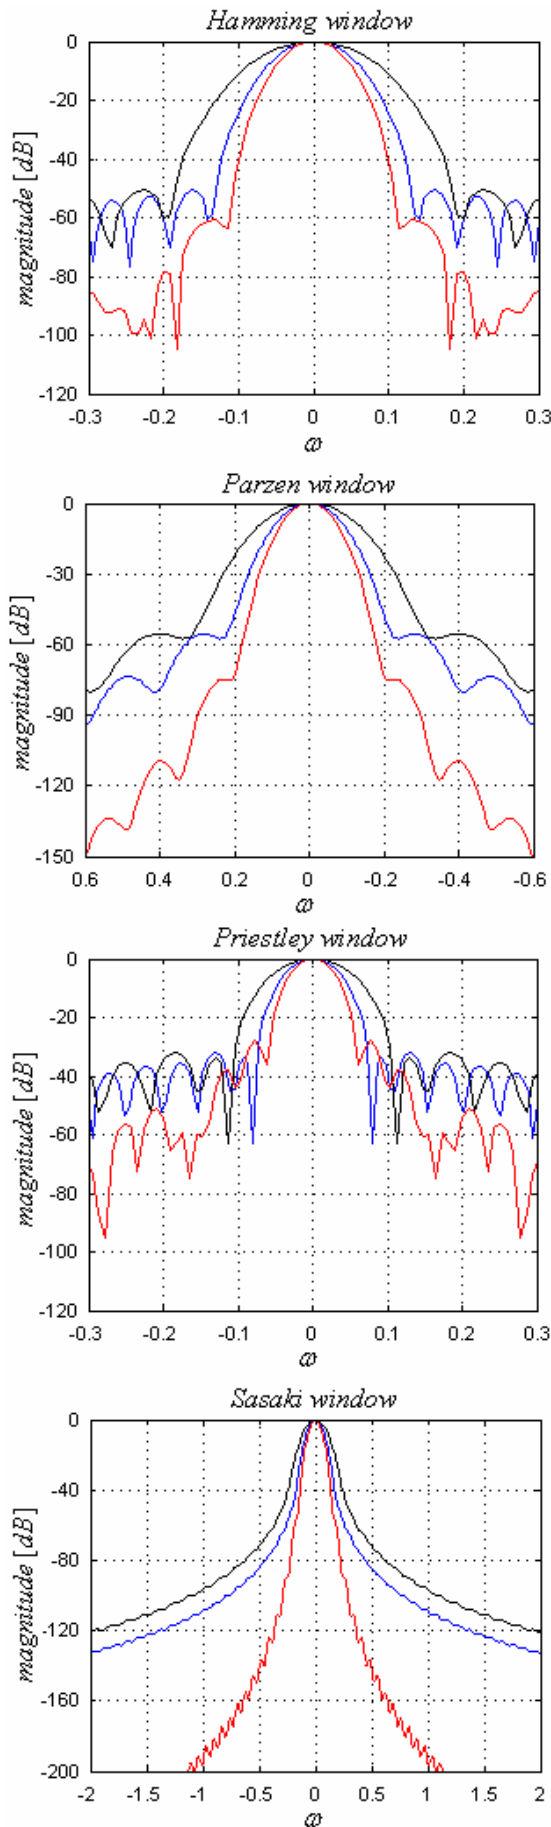 Hamming window
0
-20
-40
-60
-80
-100
-120
magnitude [dB]
-0.3 -0.2 -0.1 0 0.1 0.2 0.3
ω
Parzen window
0
-30
-60
-90
-120
-150
magnitude [dB]
0.6 0.4 0.2 0 -0.2 -0.4 -0.6
ω
Priestley window
0
-20
-40
-60
-80
-100
-120
magnitude [dB]
-0.3 -0.2 -0.1 0 0.1 0.2 0.3
ω
Sasaki window
0
-40
-80
-120
-160
-200
magnitude [dB]
-2 -1.5 -1 -0.5 0 0.5 1 1.5 2
ω